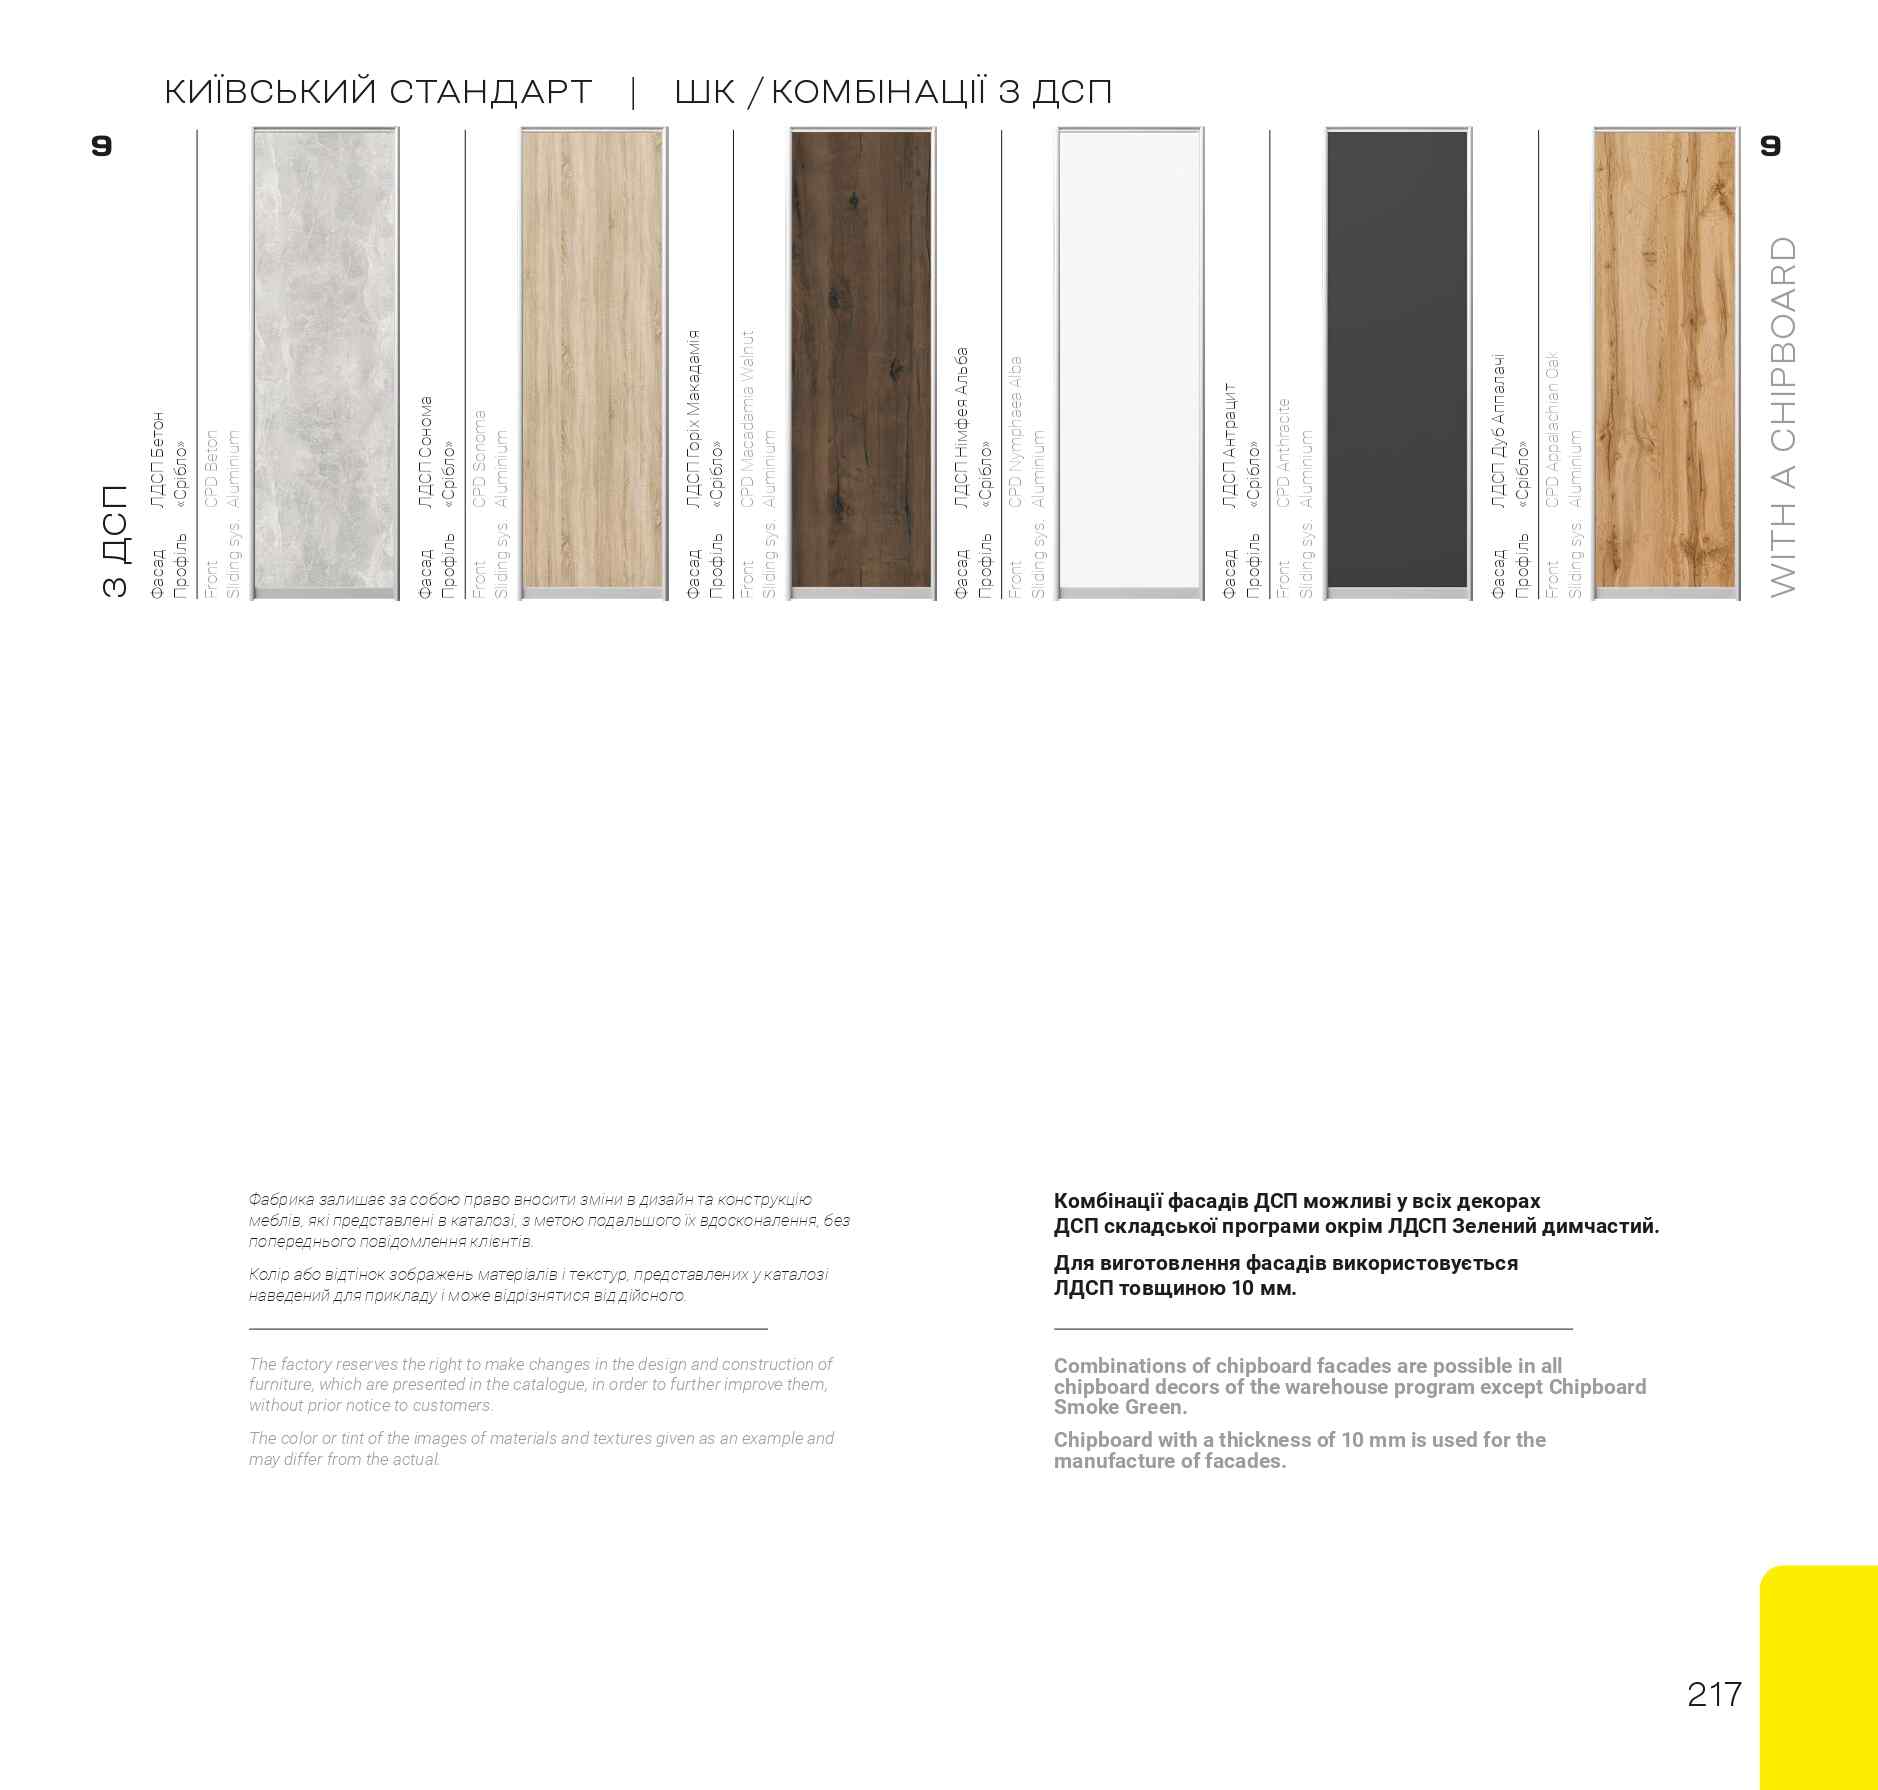 КИЇВСЬКИЙ СТАНДАРТ | ШК / КОМБІНАЦІЇ З ДСП
9
З ДСП
Фасад ЛДСП Бетон
Профіль «Срібло»
Front CPD Beton
Sliding sys. Aluminium
Фасад ЛДСП Сонома
Профіль «Срібло»
Front CPD Sonoma
Sliding sys. Aluminium
Фасад ЛДСП Горіх Макадамія
Профіль «Срібло»
Front CPD Macadamia Walnut
Sliding sys. Aluminium
Фасад ЛДСП Німфея Альба
Профіль «Срібло»
Front CPD Nymphaea Alba
Sliding sys. Aluminium
Фасад ЛДСП Антрацит
Профіль «Срібло»
Front CPD Anthracite
Sliding sys. Aluminium
Фасад ЛДСП Дуб Аппалачі
Профіль «Срібло»
Front CPD Appalachian Oak
Sliding sys. Aluminium
9
WITH A CHIPBOARD
Фабрика залишає за собою право вносити зміни в дизайн та конструкцію
меблів, які представлені в каталозі, з метою подальшого їх вдосконалення, без
попереднього повідомлення клієнтів.
Колір або відтінок зображень матеріалів і текстур, представлених у каталозі
наведений для прикладу і може відрізнятися від дійсного.
The factory reserves the right to make changes in the design and construction of
furniture, which are presented in the catalogue, in order to further improve them,
without prior notice to customers.
The color or tint of the images of materials and textures given as an example and
may differ from the actual.
Комбінації фасадів ДСП можливі у всіх декорах
ДСП складської програми окрім ЛДСП Зелений димчастий.
Для виготовлення фасадів використовується
ЛДСП товщиною 10 мм.
Combinations of chipboard facades are possible in all
chipboard decors of the warehouse program except Chipboard
Smoke Green.
Chipboard with a thickness of 10 mm is used for the
manufacture of facades.
217